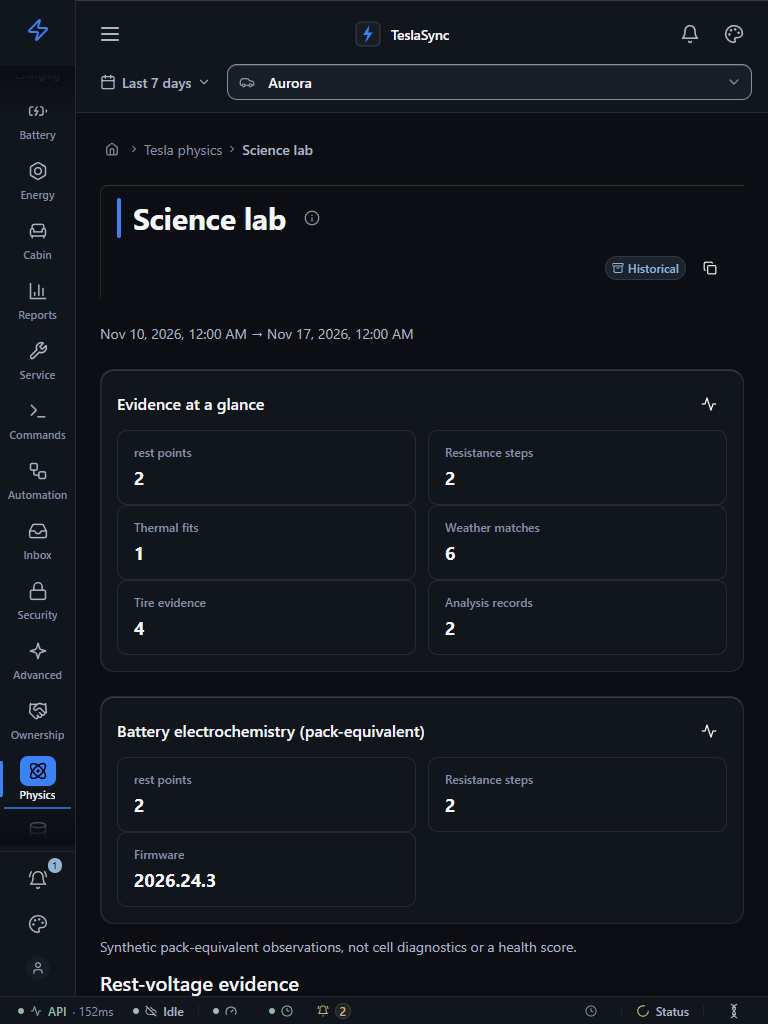 TeslaSync
Last 7 days
Aurora
Charging
Battery
Energy
Cabin
Reports
Service
Commands
Automation
Inbox
Security
Advanced
Ownership
Physics
1
Tesla physics
Science lab
Science lab
Historical
Nov 10, 2026, 12:00 AM → Nov 17, 2026, 12:00 AM
Evidence at a glance
rest points
2
Resistance steps
2
Thermal fits
1
Weather matches
6
Tire evidence
4
Analysis records
2
Battery electrochemistry (pack-equivalent)
rest points
2
Resistance steps
2
Firmware
2026.24.3
Synthetic pack-equivalent observations, not cell diagnostics or a health score.
Rest-voltage evidence
API · 152ms
Idle
2
Status